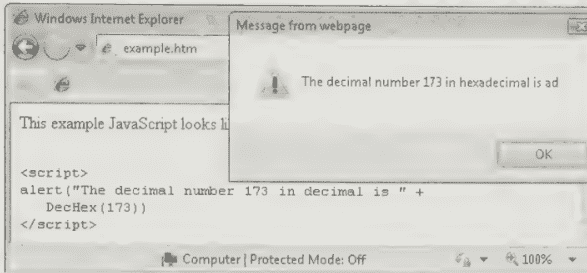 Windows Internet Explorer
example.htm
Message from webpage
The decimal number 173 in hexadecimal is ad
OK
This example JavaScript looks
<script>
alert("The decimal number 173 in decimal is " +
DecHex(173))
</script>
Computer | Protected Mode: Off
100%